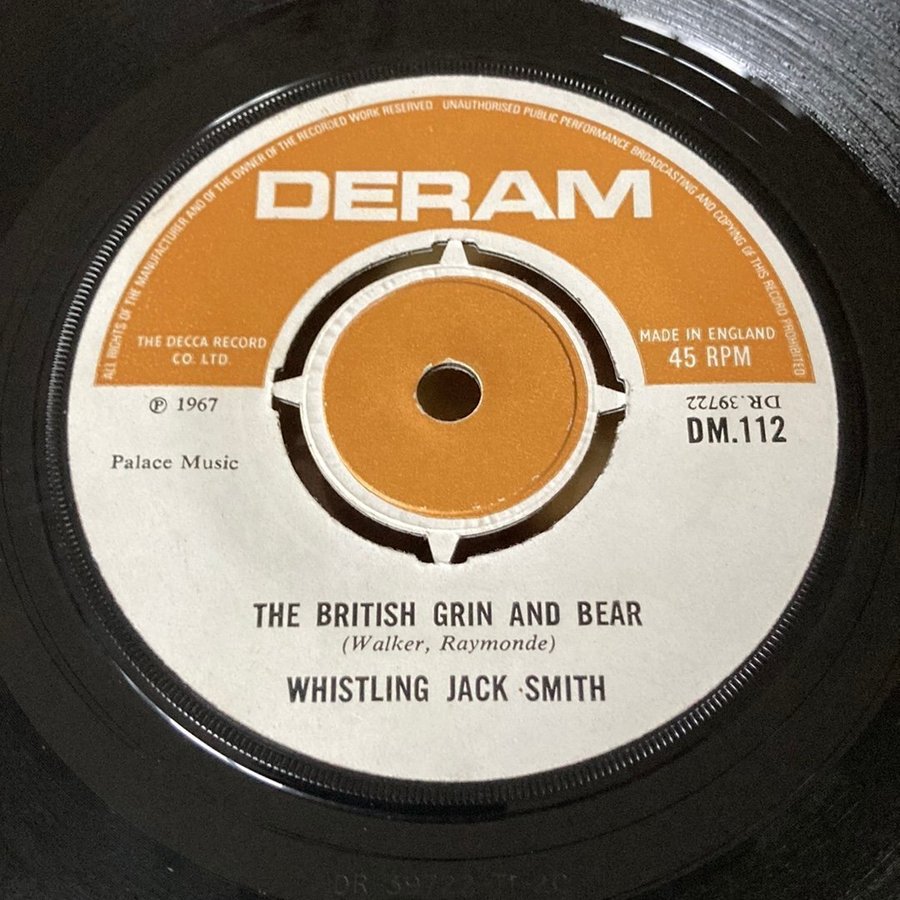 ALL RIGHTS OF THE MANUFACTURER AND OF THE OWNER OF THE RECORDED WORK RESERVED UNAUTHORISED PUBLIC PERFORMANCE BROADCASTING AND COPYING OF THIS RECORD PROHIBITED
DERAM
THE DECCA RECORD
CO. LTD.
MADE IN ENGLAND
45 RPM
℗ 1967
DR.39722
DM.112
Palace Music
THE BRITISH GRIN AND BEAR
(Walker, Raymonde)
WHISTLING JACK SMITH